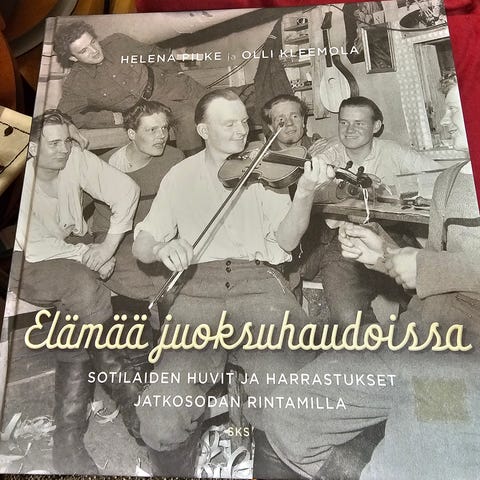 HELENA PILKE ja OLLI KLEEMOLA
Elämää juoksuhaudoissa
SOTILAIDEN HUVIT JA HARRASTUKSET
JATKOSODAN RINTAMILLA
SKS